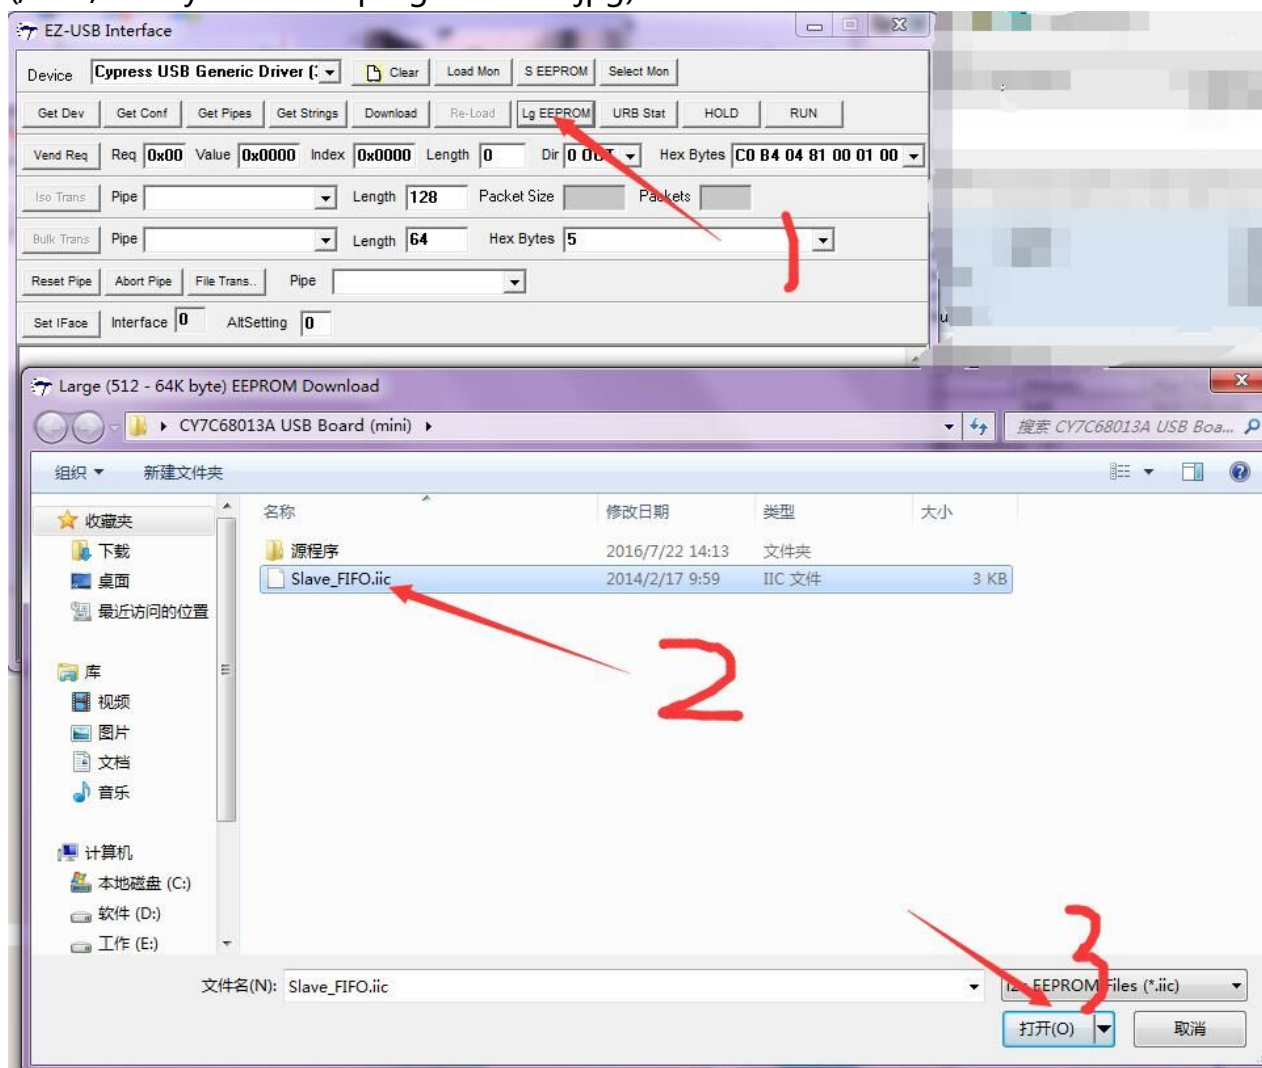 EZ-USB Interface
Device Cypress USB Generic Driver (: Clear Load Mon S EEPROM Select Mon
Get Dev Get Conf Get Pipes Get Strings Download Re-Load Lg EEPROM URB Stat HOLD RUN
Vend Req Req 0x00 Value 0x0000 Index 0x0000 Length 0 Dir 0 OUT Hex Bytes C0 B4 04 81 00 01 00
Iso Trans Pipe Length 128 Packet Size Packets
Bulk Trans Pipe Length 64 Hex Bytes 5
1
Reset Pipe Abort Pipe File Trans.. Pipe
Set IFace Interface 0 AltSetting 0
Large (512 - 64K byte) EEPROM Download
CY7C68013A USB Board (mini) 搜索 CY7C68013A USB Boa...
组织 新建文件夹
名称 修改日期 类型 大小
收藏夹
下载 源程序 2016/7/22 14:13 文件夹
桌面 Slave_FIFO.iic 2014/2/17 9:59 IIC 文件 3 KB
最近访问的位置
2
库
视频
图片
文档
音乐
计算机
本地磁盘 (C:)
软件 (D:)
工作 (E:)
3
文件名(N): Slave_FIFO.iic EEPROM Files (*.iic)
打开(O) 取消